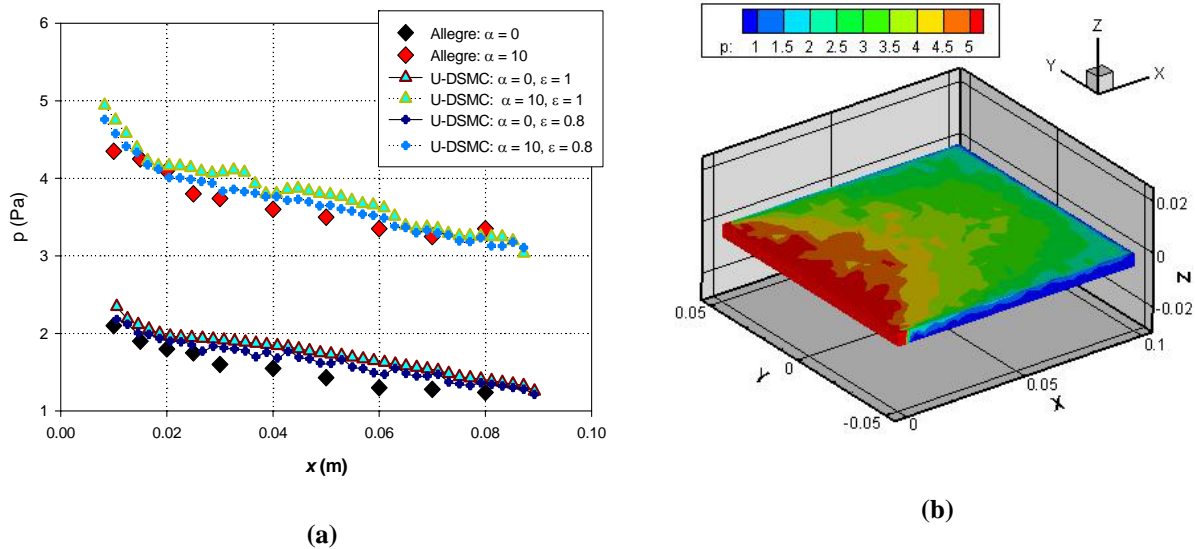 6
5
4
3
2
1
p (Pa)
0.00
0.02
0.04
0.06
0.08
0.10
x (m)
Allegre: α = 0
Allegre: α = 10
U-DSMC: α = 0, ε = 1
U-DSMC: α = 10, ε = 1
U-DSMC: α = 0, ε = 0.8
U-DSMC: α = 10, ε = 0.8
(a)
p: 1 1.5 2 2.5 3 3.5 4 4.5 5
Z
Y
X
0.02
0
-0.02
Z
0.1
0.05
0
X
0.05
0
-0.05
Y
(b)